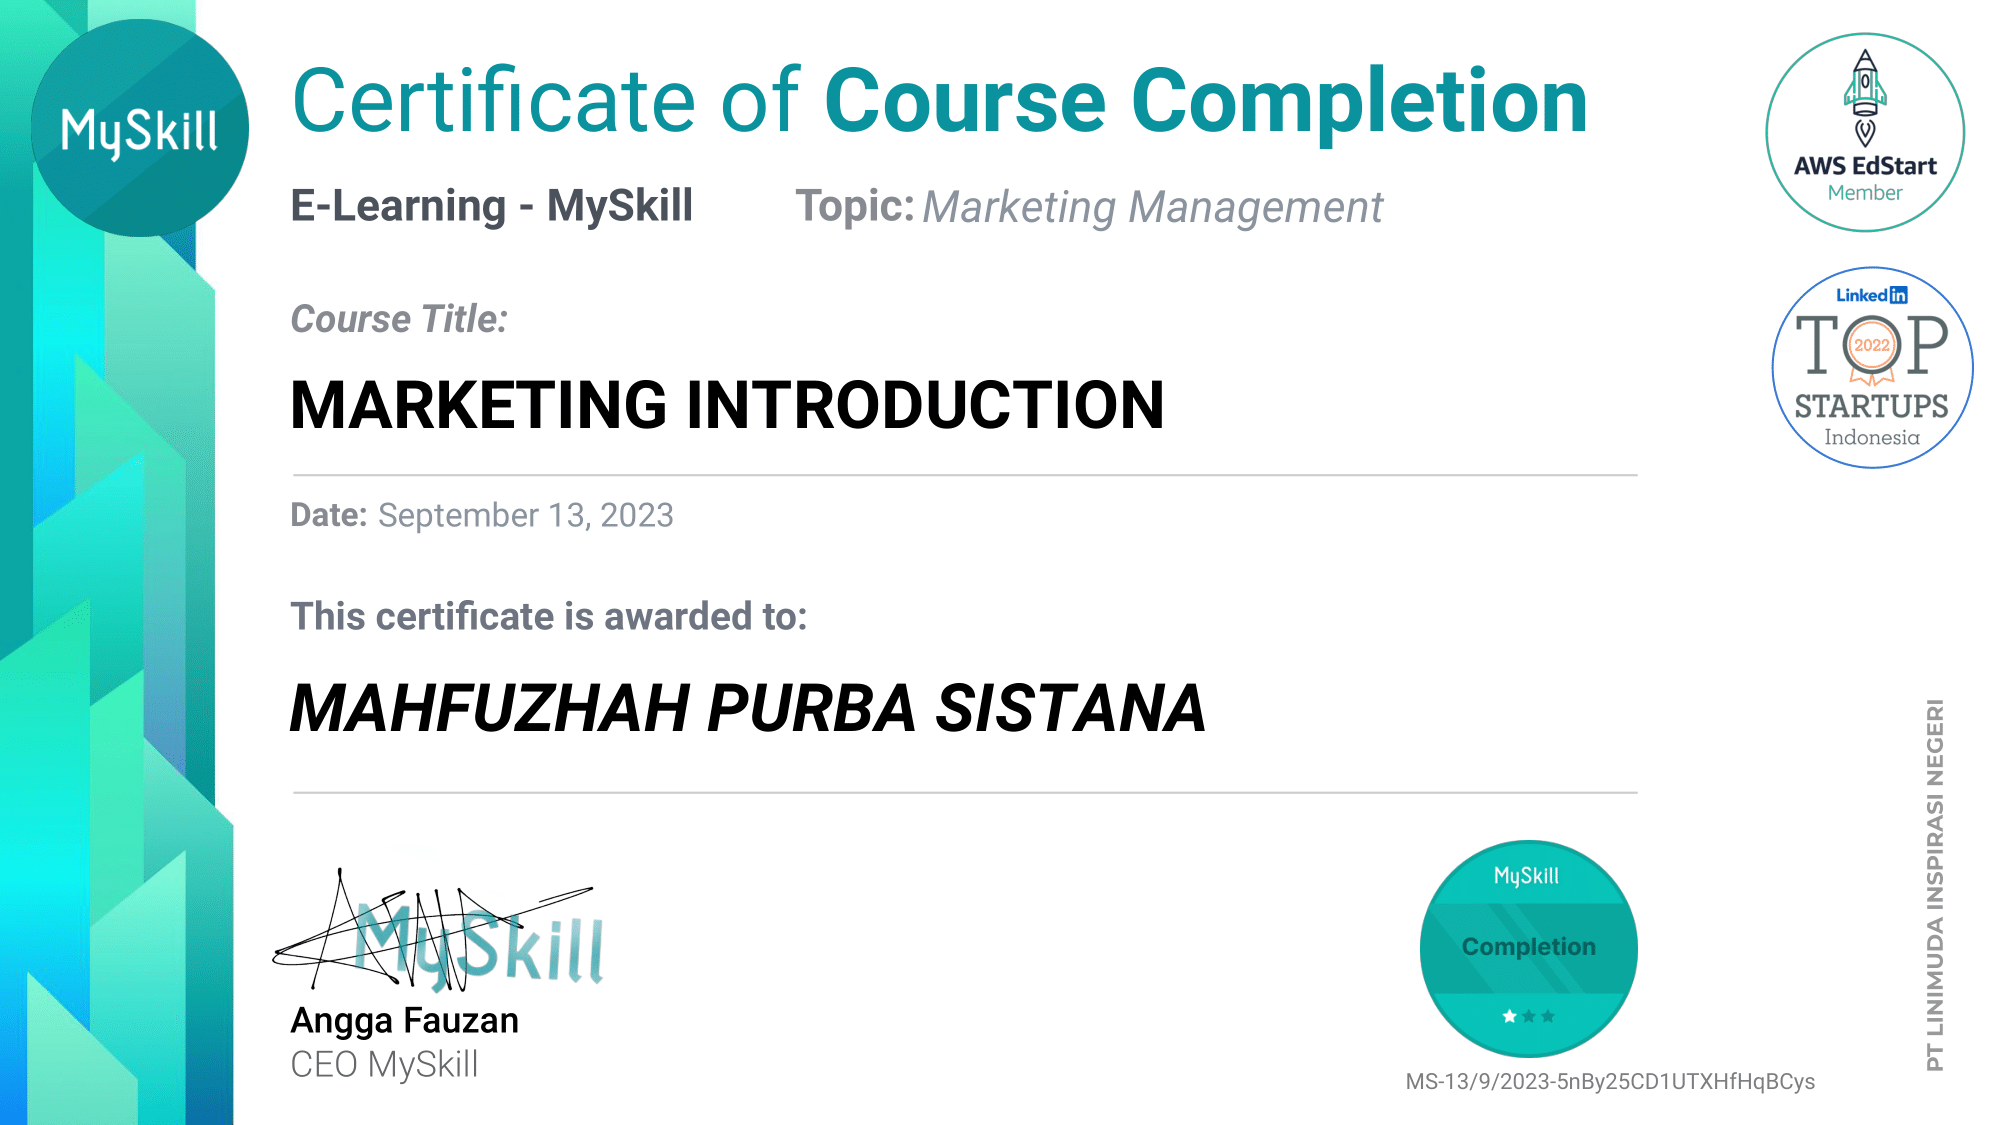 MySkill
Certificate of Course Completion
E-Learning - MySkill
Topic: Marketing Management
AWS EdStart
Member
LinkedIn
TOP
2022
STARTUPS
Indonesia
Course Title:
MARKETING INTRODUCTION
Date: September 13, 2023
This certificate is awarded to:
MAHFUZHAH PURBA SISTANA
MySkill
Angga Fauzan
CEO MySkill
MySkill
Completion
MS-13/9/2023-5nBy25CD1UTXHfHqBCys
PT LINIMUDA INSPIRASI NEGERI